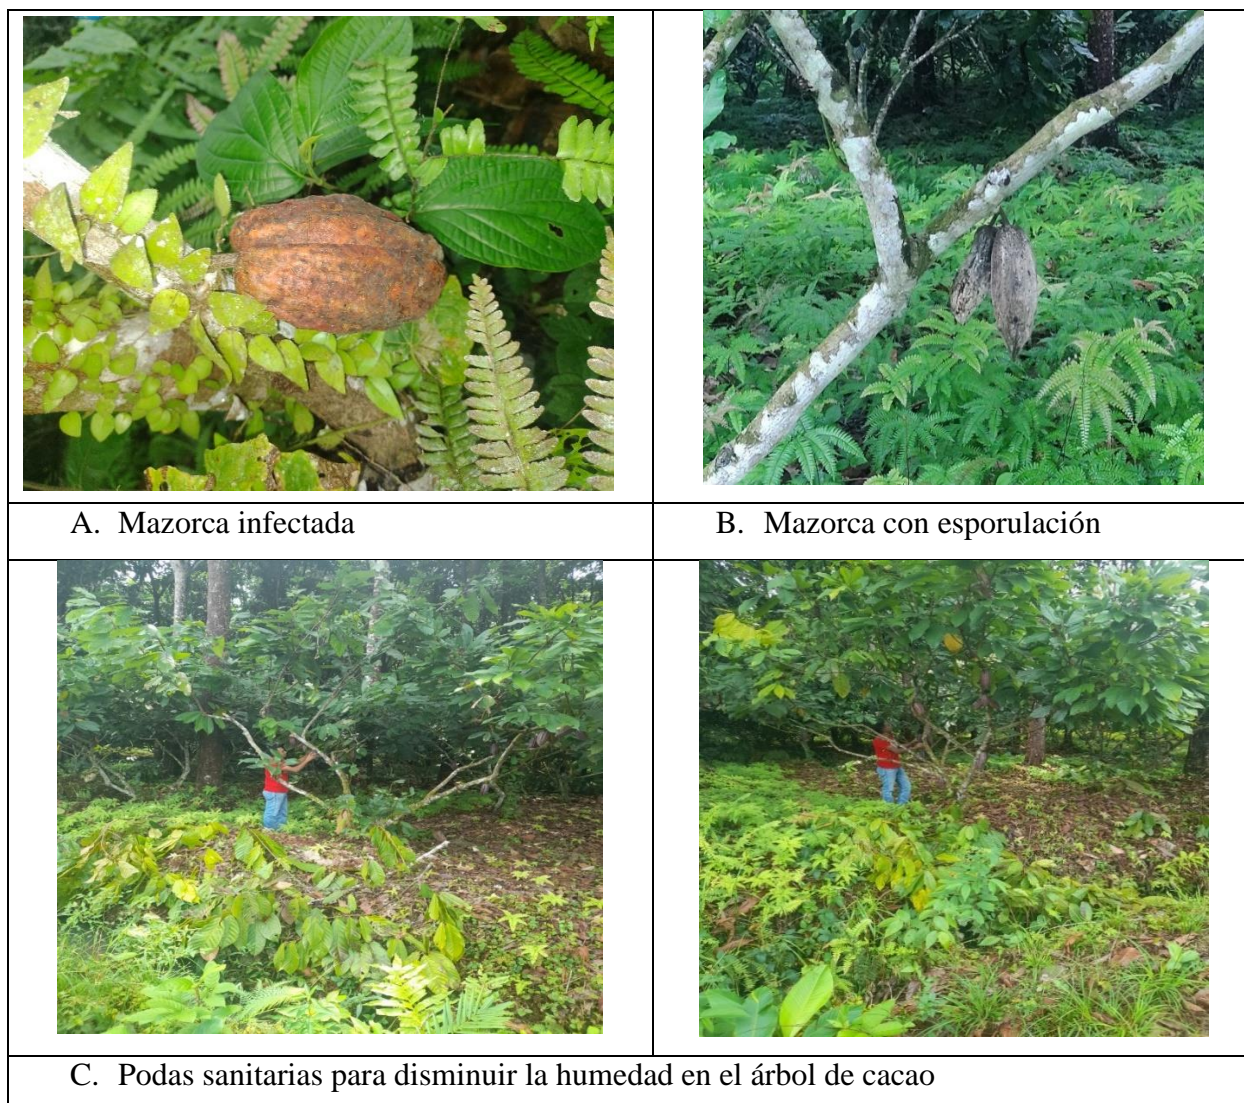 A. Mazorca infectada
B. Mazorca con esporulación
C. Podas sanitarias para disminuir la humedad en el árbol de cacao